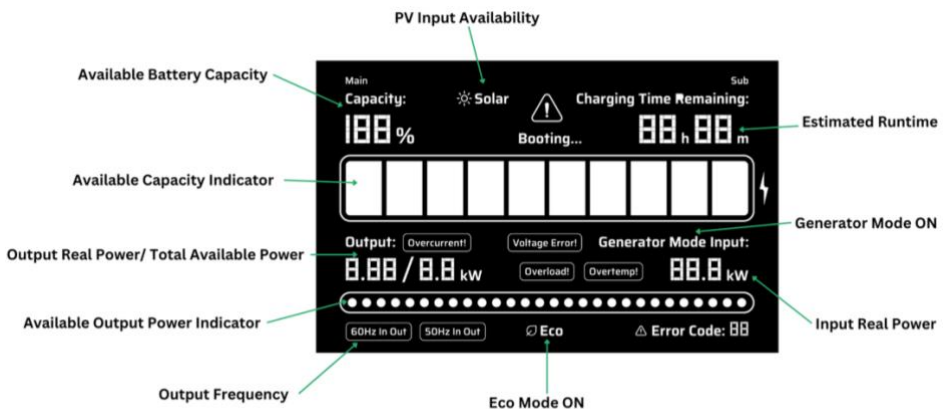 PV Input Availability
Available Battery Capacity
Main
Sub
Capacity:
Solar
Charging Time Remaining:
188 %
Booting...
88 h 88 m
Estimated Runtime
Available Capacity Indicator
Generator Mode ON
Output: Overcurrent! Voltage Error! Generator Mode Input:
Output Real Power/ Total Available Power
8.88 / 8.8 kW Overload! Overtemp! 88.8 kW
Available Output Power Indicator
Input Real Power
60Hz In Out 50Hz In Out Eco Error Code: 88
Output Frequency
Eco Mode ON